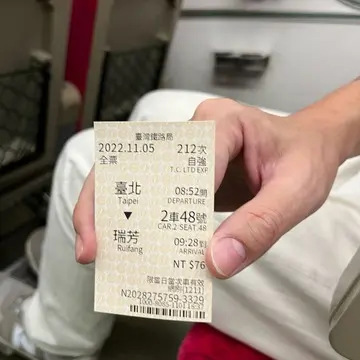 臺灣鐵路局
2022.11.05 212次
全票 自強
T.C. LTD EXP
臺北 08:52開
Taipei DEPARTURE
▼ 2車48號
CAR.2 SEAT.48
瑞芳 09:28到
Ruifang ARRIVAL
NT $76
限當日當次車有效
N2028275759-3329